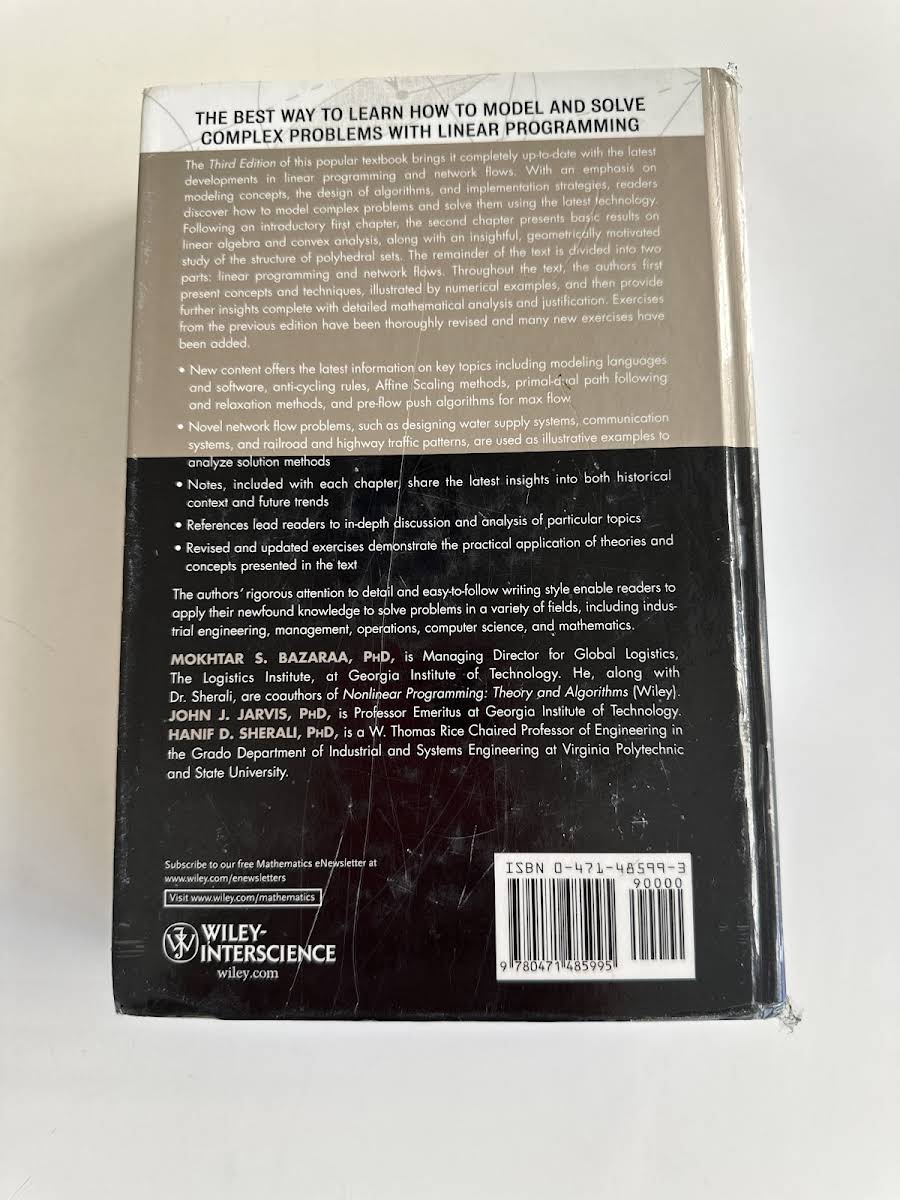 THE BEST WAY TO LEARN HOW TO MODEL AND SOLVE
COMPLEX PROBLEMS WITH LINEAR PROGRAMMING
The Third Edition of this popular textbook brings it completely up-to-date with the latest
developments in linear programming and network flows. With an emphasis on
modeling concepts, the design of algorithms, and implementation strategies, readers
discover how to model complex problems and solve them using the latest technology.
Following an introductory first chapter, the second chapter presents basic results on
linear algebra and convex analysis, along with an insightful, geometrically motivated
study of the structure of polyhedral sets. The remainder of the text is divided into two
parts: linear programming and network flows. Throughout the text, the authors first
present concepts and techniques, illustrated by numerical examples, and then provide
further insights complete with detailed mathematical analysis and justification. Exercises
from the previous edition have been thoroughly revised and many new exercises have
been added.
• New content offers the latest information on key topics including modeling languages
and software, anti-cycling rules, Affine Scaling methods, primal-dual path following
and relaxation methods, and pre-flow push algorithms for max flow
• Novel network flow problems, such as designing water supply systems, communication
systems, and railroad and highway traffic patterns, are used as illustrative examples to
analyze solution methods
• Notes, included with each chapter, share the latest insights into both historical
context and future trends
• References lead readers to in-depth discussion and analysis of particular topics
• Revised and updated exercises demonstrate the practical application of theories and
concepts presented in the text
The authors' rigorous attention to detail and easy-to-follow writing style enable readers to
apply their newfound knowledge to solve problems in a variety of fields, including indus-
trial engineering, management, operations, computer science, and mathematics.
MOKHTAR S. BAZARAA, PHD, is Managing Director for Global Logistics,
The Logistics Institute, at Georgia Institute of Technology. He, along with
Dr. Sherali, are coauthors of Nonlinear Programming: Theory and Algorithms (Wiley).
JOHN J. JARVIS, PHD, is Professor Emeritus at Georgia Institute of Technology.
HANIF D. SHERALI, PHD, is a W. Thomas Rice Chaired Professor of Engineering in
the Grado Department of Industrial and Systems Engineering at Virginia Polytechnic
and State University.
Subscribe to our free Mathematics eNewsletter at
www.wiley.com/enewsletters
Visit www.wiley.com/mathematics
WILEY-
INTERSCIENCE
wiley.com
ISBN 0-471-48599-3
90000
9 780471 485995